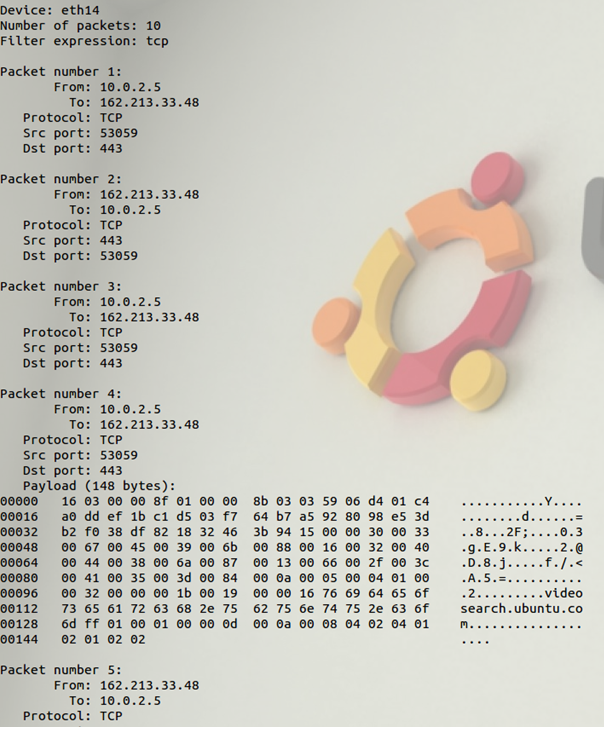 Device: eth14
Number of packets: 10
Filter expression: tcp
Packet number 1:
From: 10.0.2.5
To: 162.213.33.48
Protocol: TCP
Src port: 53059
Dst port: 443
Packet number 2:
From: 162.213.33.48
To: 10.0.2.5
Protocol: TCP
Src port: 443
Dst port: 53059
Packet number 3:
From: 10.0.2.5
To: 162.213.33.48
Protocol: TCP
Src port: 53059
Dst port: 443
Packet number 4:
From: 10.0.2.5
To: 162.213.33.48
Protocol: TCP
Src port: 53059
Dst port: 443
Payload (148 bytes):
00000 16 03 00 00 8f 01 00 00 8b 03 03 59 06 d4 01 c4 ...........Y....
00016 a0 dd ef 1b c1 d5 03 f7 64 b7 a5 92 80 98 e5 3d ........d......=
00032 b2 f0 38 df 82 18 32 46 3b 94 15 00 00 30 00 33 ..8...2F;....0.3
00048 00 67 00 45 00 39 00 6b 00 88 00 16 00 32 00 40 .g.E.9.k.....2.@
00064 00 44 00 38 00 6a 00 87 00 13 00 66 00 2f 00 3c .D.8.j.....f./.<
00080 00 41 00 35 00 3d 00 84 00 0a 00 05 00 04 01 00 .A.5.=..........
00096 00 32 00 00 00 1b 00 19 00 00 16 76 69 64 65 6f .2.........video
00112 73 65 61 72 63 68 2e 75 62 75 6e 74 75 2e 63 6f search.ubuntu.co
00128 6d ff 01 00 01 00 00 0d 00 0a 00 08 04 02 04 01 m...............
00144 02 01 02 02 ....
Packet number 5:
From: 162.213.33.48
To: 10.0.2.5
Protocol: TCP